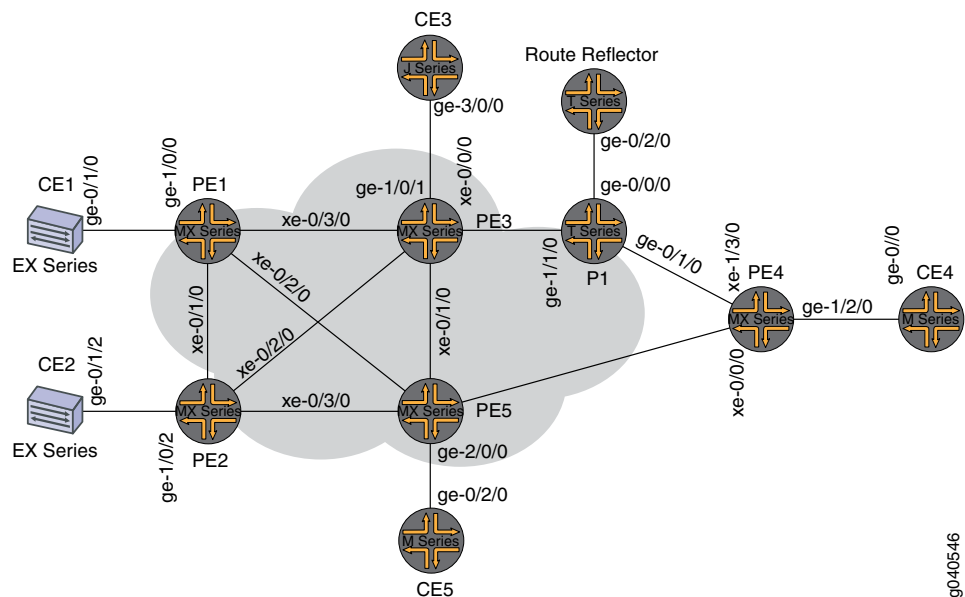 CE3
J Series
ge-3/0/0
Route Reflector
T Series
ge-0/2/0
CE1
ge-0/1/0
EX Series
ge-1/0/0
PE1
MX Series
xe-0/3/0
ge-1/0/1
xe-0/0/0
MX Series
PE3
ge-0/0/0
ge-1/1/0
T Series
P1
ge-0/1/0
xe-1/3/0
PE4
MX Series
xe-0/0/0
ge-1/2/0
ge-0//0
CE4
M Series
xe-0/1/0
xe-0/2/0
xe-0/2/0
xe-0/1/0
CE2
ge-0/1/2
EX Series
ge-1/0/2
MX Series
PE2
xe-0/3/0
MX Series
PE5
ge-2/0/0
ge-0/2/0
M Series
CE5
g040546